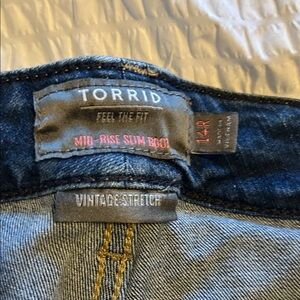 TORRID
FEEL THE FIT
MID-RISE SLIM BOOT
14R
VINTAGE STRETCH